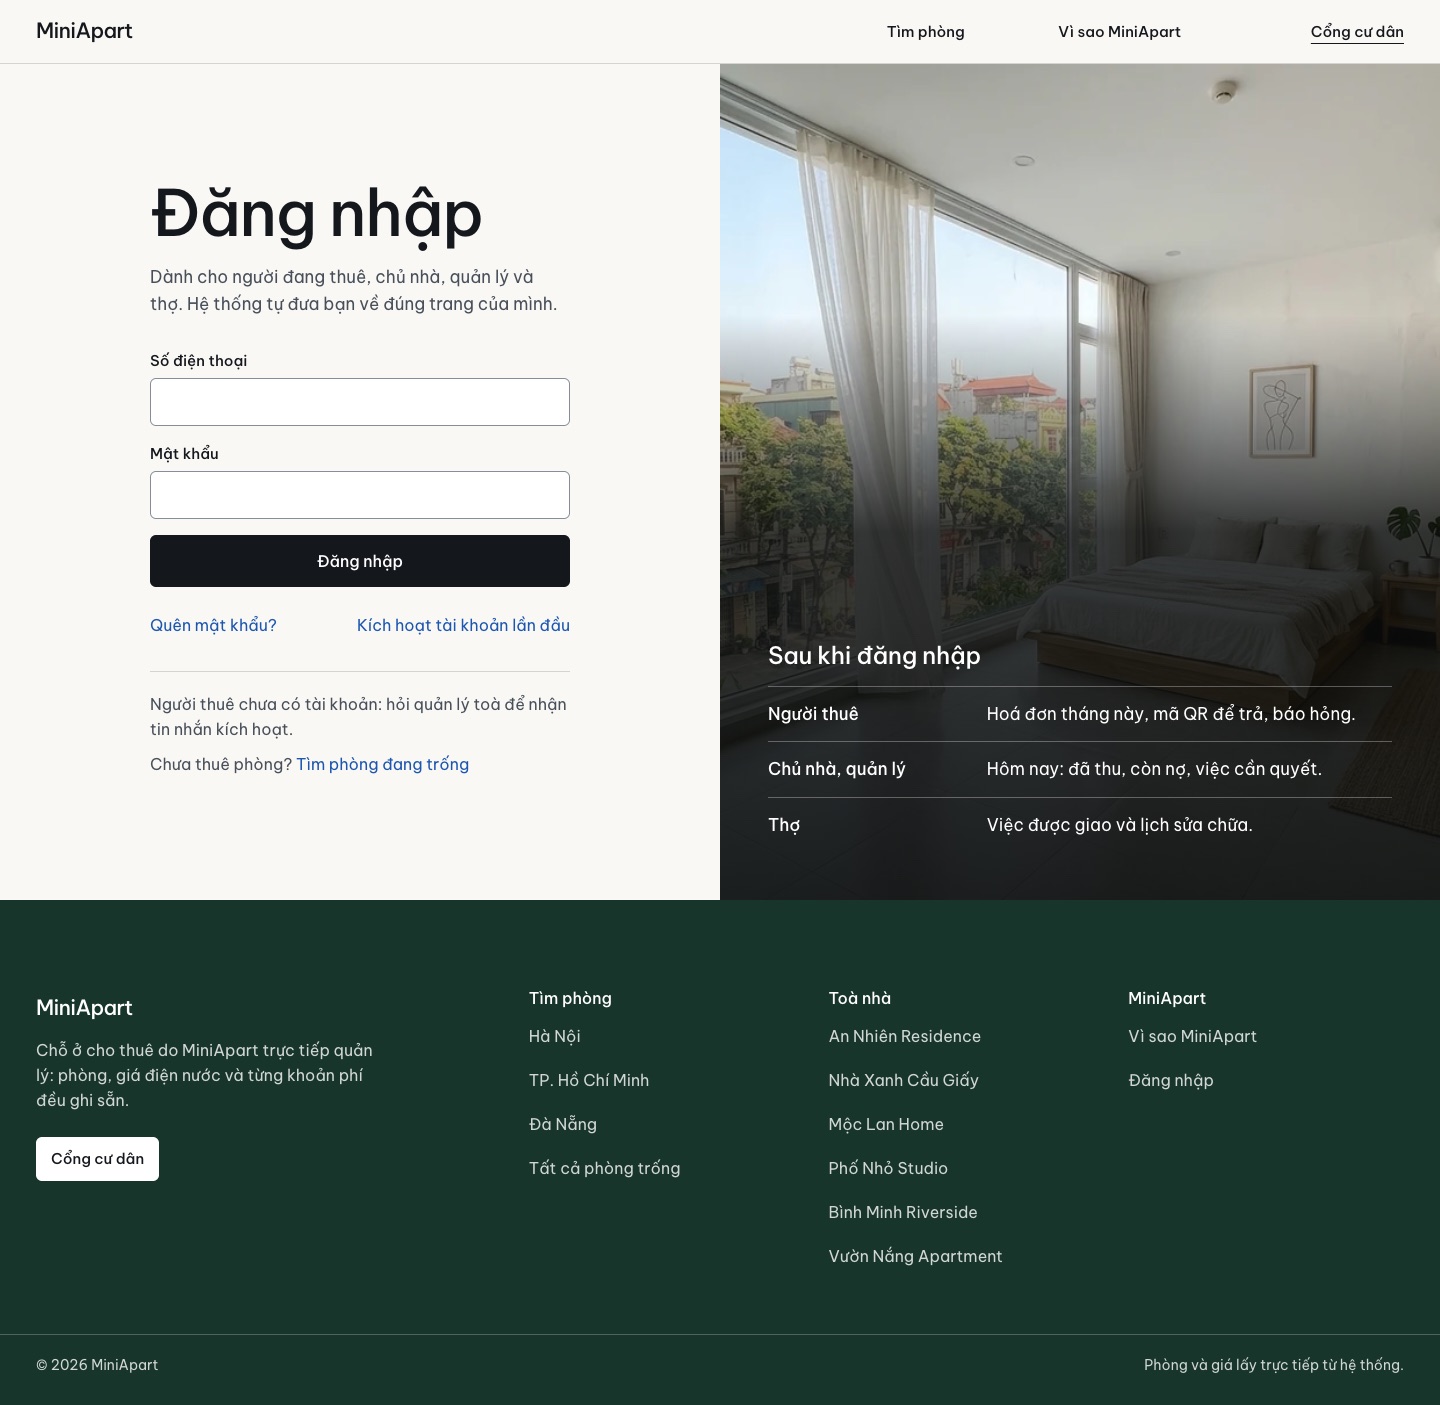 MiniApart
Tìm phòng
Vì sao MiniApart
Cổng cư dân
Đăng nhập
Dành cho người đang thuê, chủ nhà, quản lý và
thợ. Hệ thống tự đưa bạn về đúng trang của mình.
Số điện thoại
Mật khẩu
Đăng nhập
Quên mật khẩu?
Kích hoạt tài khoản lần đầu
Người thuê chưa có tài khoản: hỏi quản lý toà để nhận
tin nhắn kích hoạt.
Chưa thuê phòng? Tìm phòng đang trống
Sau khi đăng nhập
Người thuê
Hoá đơn tháng này, mã QR để trả, báo hỏng.
Chủ nhà, quản lý
Hôm nay: đã thu, còn nợ, việc cần quyết.
Thợ
Việc được giao và lịch sửa chữa.
MiniApart
Chỗ ở cho thuê do MiniApart trực tiếp quản
lý: phòng, giá điện nước và từng khoản phí
đều ghi sẵn.
Cổng cư dân
Tìm phòng
Hà Nội
TP. Hồ Chí Minh
Đà Nẵng
Tất cả phòng trống
Toà nhà
An Nhiên Residence
Nhà Xanh Cầu Giấy
Mộc Lan Home
Phố Nhỏ Studio
Bình Minh Riverside
Vườn Nắng Apartment
MiniApart
Vì sao MiniApart
Đăng nhập
© 2026 MiniApart
Phòng và giá lấy trực tiếp từ hệ thống.